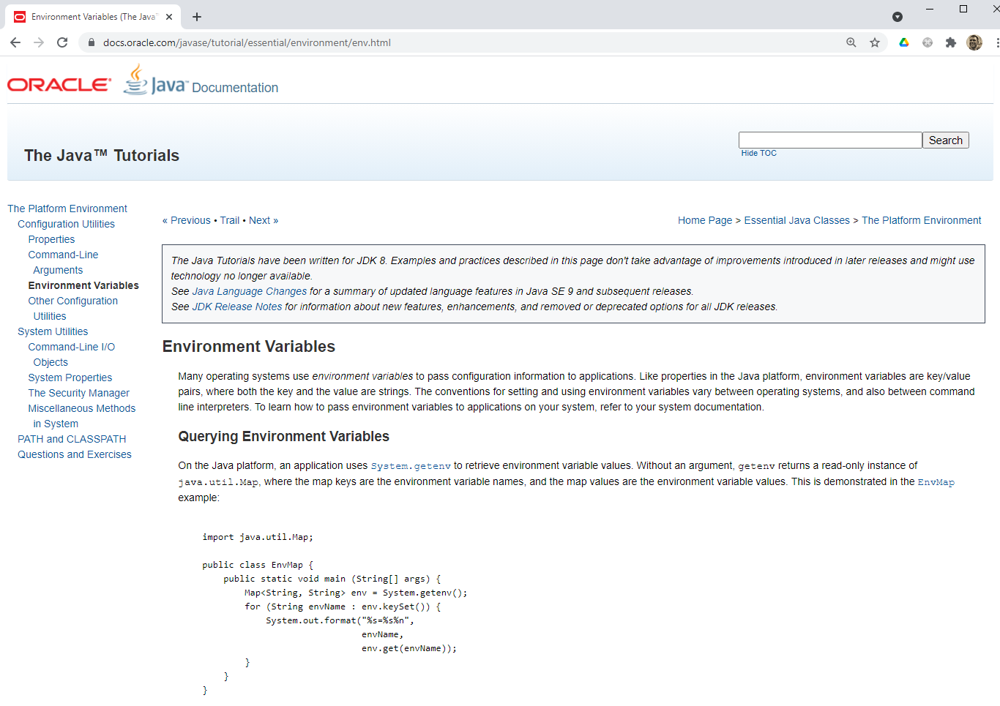 Environment Variables (The Java
docs.oracle.com/javase/tutorial/essential/environment/env.html
ORACLE Java™ Documentation
The Java™ Tutorials
Search
Hide TOC
The Platform Environment
Configuration Utilities
Properties
Command-Line
Arguments
Environment Variables
Other Configuration
Utilities
System Utilities
Command-Line I/O
Objects
System Properties
The Security Manager
Miscellaneous Methods
in System
PATH and CLASSPATH
Questions and Exercises
« Previous • Trail • Next »
Home Page > Essential Java Classes > The Platform Environment
The Java Tutorials have been written for JDK 8. Examples and practices described in this page don't take advantage of improvements introduced in later releases and might use
technology no longer available.
See Java Language Changes for a summary of updated language features in Java SE 9 and subsequent releases.
See JDK Release Notes for information about new features, enhancements, and removed or deprecated options for all JDK releases.
Environment Variables
Many operating systems use environment variables to pass configuration information to applications. Like properties in the Java platform, environment variables are key/value
pairs, where both the key and the value are strings. The conventions for setting and using environment variables vary between operating systems, and also between command
line interpreters. To learn how to pass environment variables to applications on your system, refer to your system documentation.
Querying Environment Variables
On the Java platform, an application uses System.getenv to retrieve environment variable values. Without an argument, getenv returns a read-only instance of
java.util.Map, where the map keys are the environment variable names, and the map values are the environment variable values. This is demonstrated in the EnvMap
example:
import java.util.Map;
public class EnvMap {
public static void main (String[] args) {
Map<String, String> env = System.getenv();
for (String envName : env.keySet()) {
System.out.format("%s=%s%n",
envName,
env.get(envName));
}
}
}